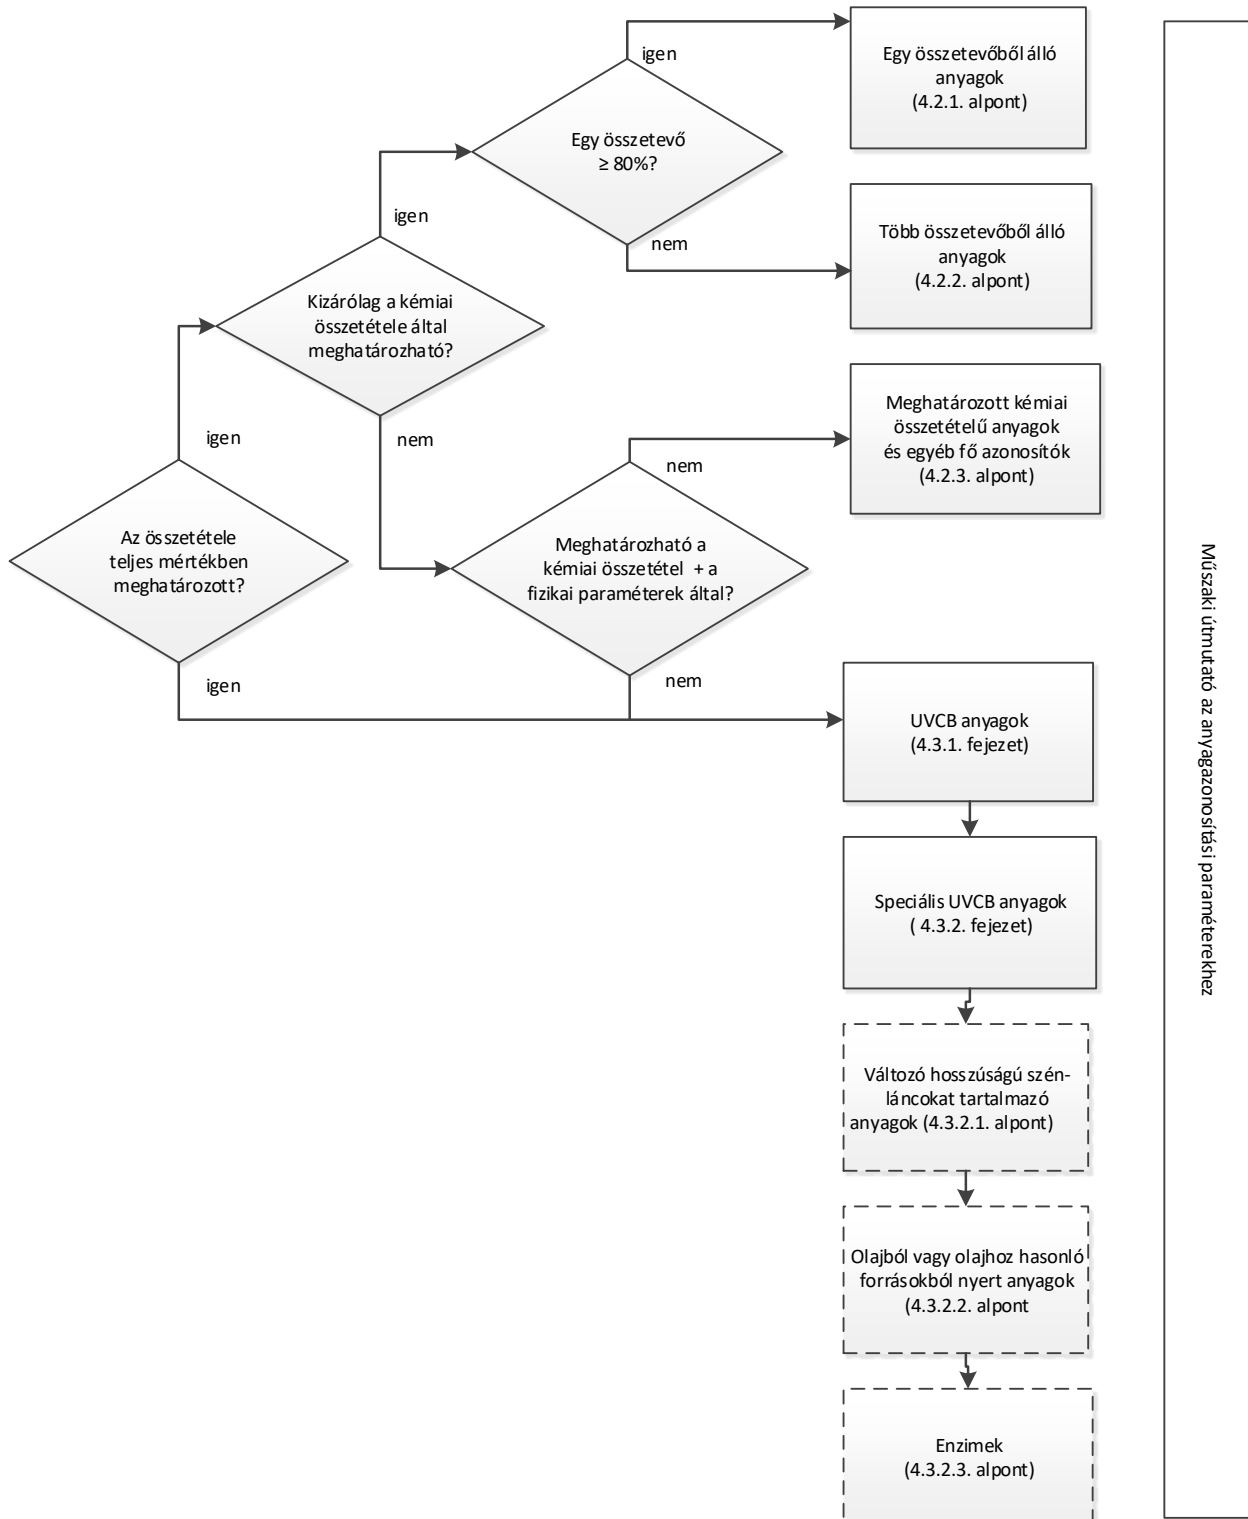 igen
Egy összetevőből álló
anyagok
(4.2.1. alpont)
Egy összetevő
≥ 80%?
igen
nem
Több összetevőből álló
anyagok
(4.2.2. alpont)
Kizárólag a kémiai
összetétele által
meghatározható?
igen
nem
nem
Meghatározott kémiai
összetételű anyagok
és egyéb fő azonosítók
(4.2.3. alpont)
Az összetétele
teljes mértékben
meghatározott?
Meghatározható a
kémiai összetétel + a
fizikai paraméterek által?
igen
nem
UVCB anyagok
(4.3.1. fejezet)
Speciális UVCB anyagok
( 4.3.2. fejezet)
Változó hosszúságú szén-
láncokat tartalmazó
anyagok (4.3.2.1. alpont)
Olajból vagy olajhoz hasonló
forrásokból nyert anyagok
(4.3.2.2. alpont
Enzimek
(4.3.2.3. alpont)
Műszaki útmutató az anyagazonosítási paraméterekhez